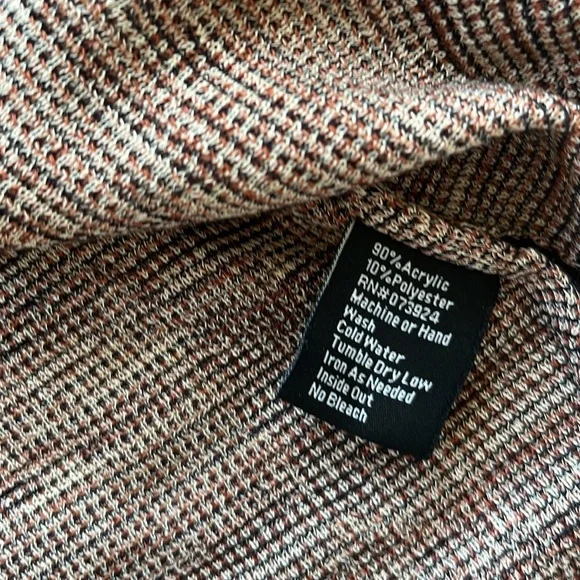 90%Acrylic
10%Polyester
RN#073924
Machine or Hand
Wash
Cold Water
Tumble Dry Low
Iron As Needed
Inside Out
No Bleach